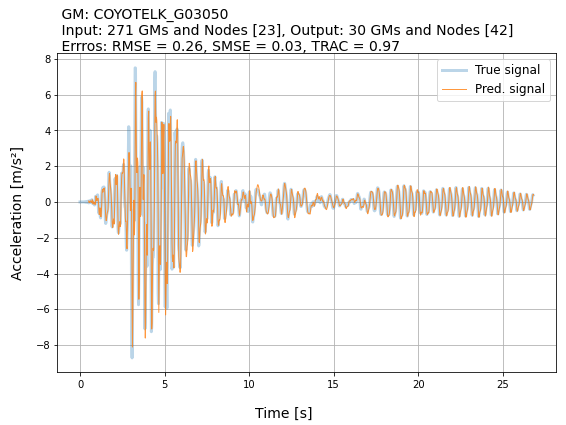 GM: COYOTELK_G03050
Input: 271 GMs and Nodes [23], Output: 30 GMs and Nodes [42]
Errros: RMSE = 0.26, SMSE = 0.03, TRAC = 0.97
True signal
Pred. signal
8
6
4
2
0
−2
−4
−6
−8
Acceleration [m/s²]
0 5 10 15 20 25
Time [s]